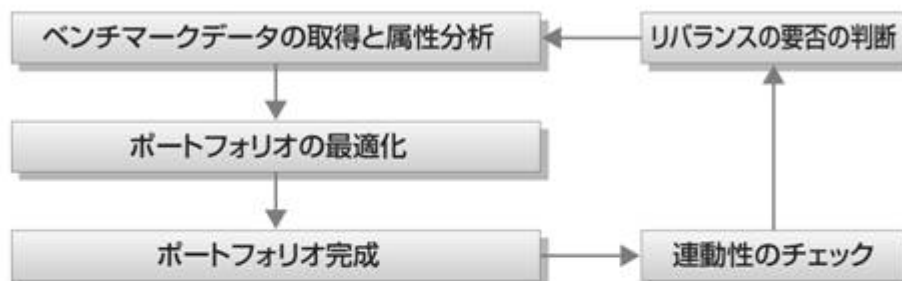 ベンチマークデータの取得と属性分析
リバランスの要否の判断
ポートフォリオの最適化
ポートフォリオ完成
連動性のチェック